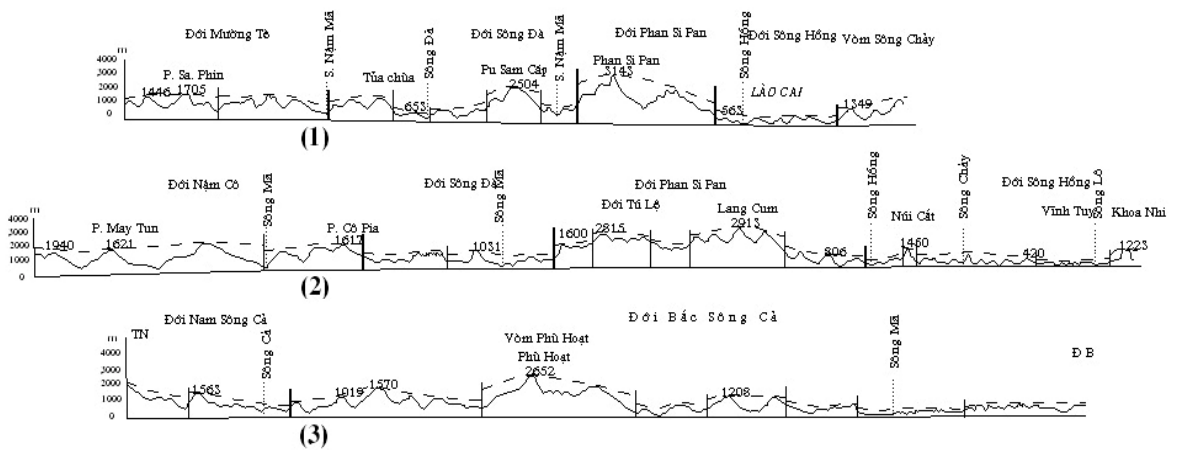 Đới Mường Tè
S. Nậm Mã
Sông Đà
Đới Sông Đà
S. Nậm Mã
Đới Phan Si Pan
Sông Hồng
Đới Sông Hồng
Vòm Sông Chảy
m
4000
3000
2000
1000
0
1446
P. Sa. Phin
1705
Tủa chùa
653
Pu Sam Cáp
2504
Phan Si Pan
3143
563
LÀO CAI
1349
(1)
Đới Nậm Cô
Sông Mã
Đới Sông Đà
Sông Mã
Đới Phan Si Pan
Đới Tú Lệ
Sông Hồng
Sông Chảy
Đới Sông Hồng
Sông Lô
m
4000
3000
2000
1000
0
1940
P. May Tun
1621
P. Cô Pia
1617
1031
1600
2815
Lang Cum
2913
806
Núi Cắt
1450
420
Vĩnh Tuy
Khoa Nhi
1223
(2)
Đới Nam Sông Cả
Sông Cả
Đới Bắc Sông Cả
Sông Mã
TN
ĐB
m
4000
3000
2000
1000
0
1563
1019
1570
Vòm Phù Hoạt
Phù Hoạt
2652
1208
(3)